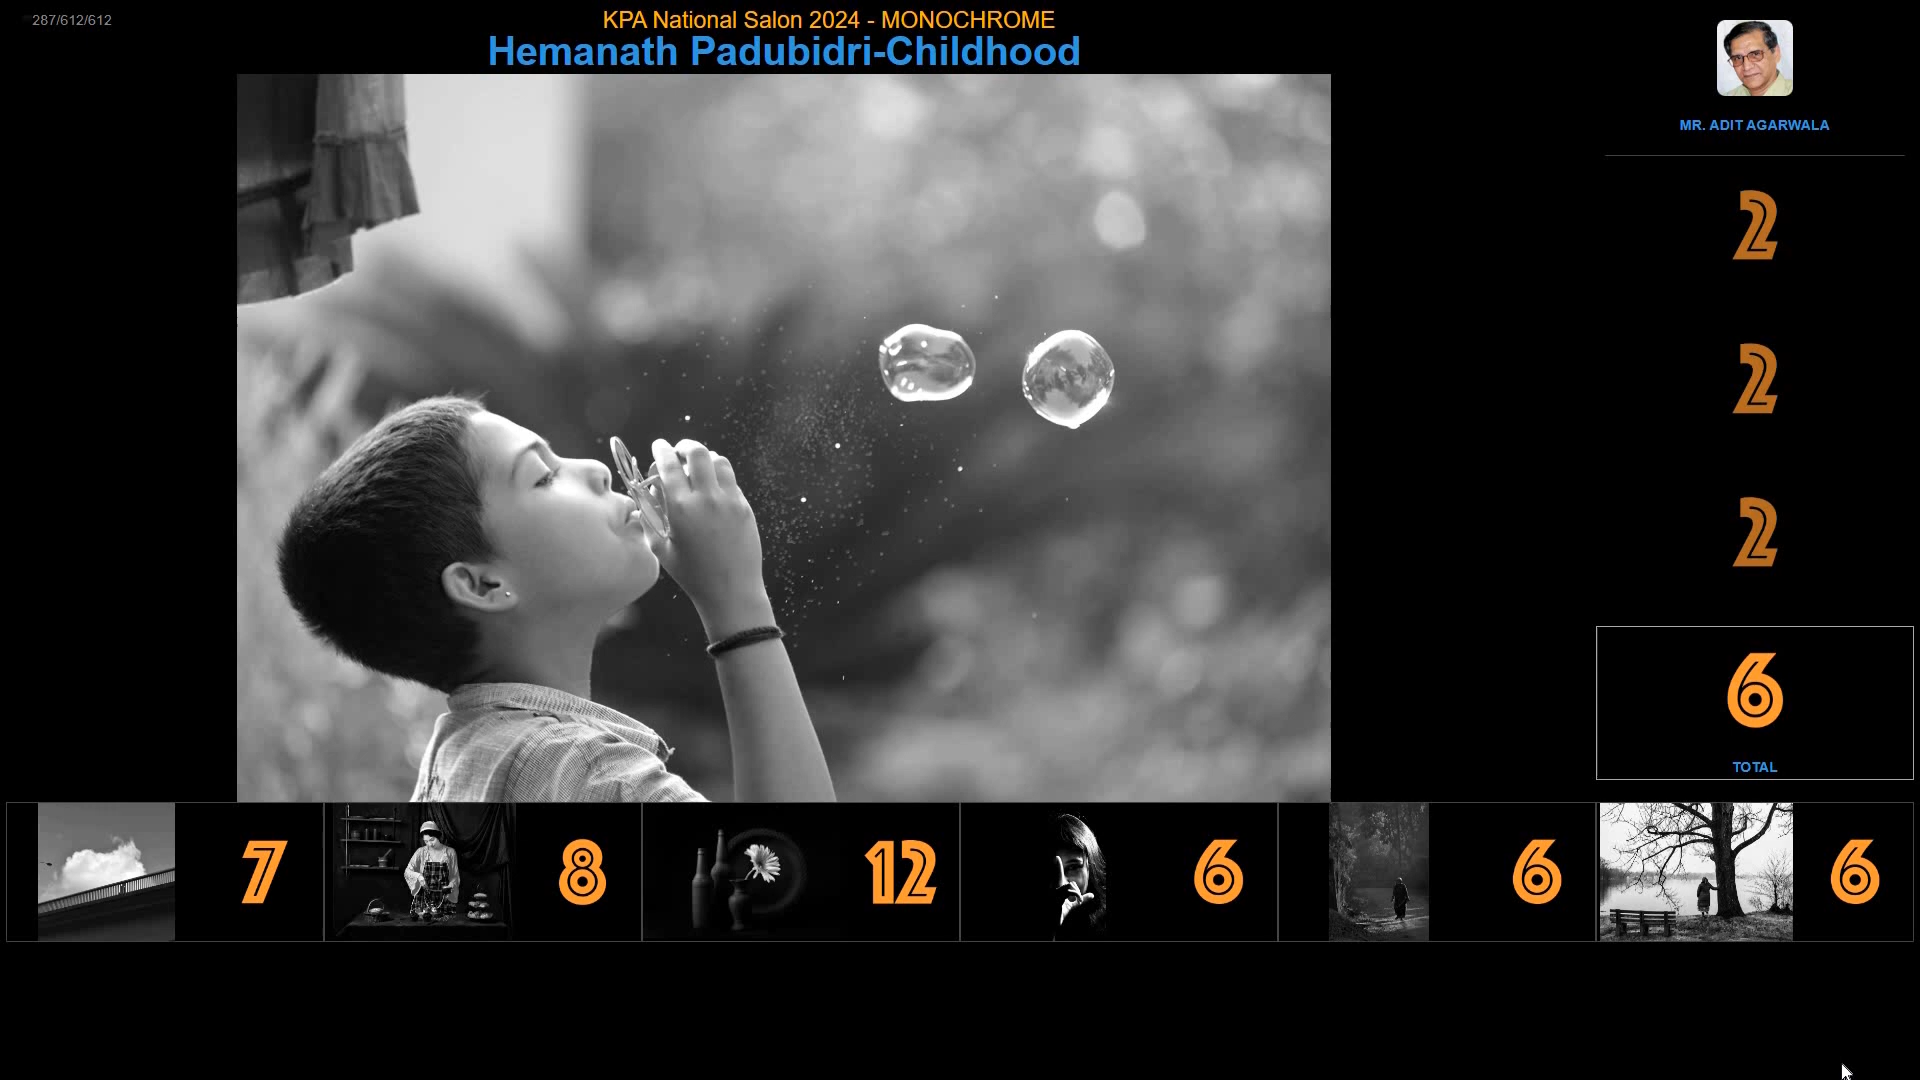 287/612/612
KPA National Salon 2024 - MONOCHROME
Hemanath Padubidri-Childhood
MR. ADIT AGARWALA
2
2
2
6
TOTAL
7
8
12
6
6
6